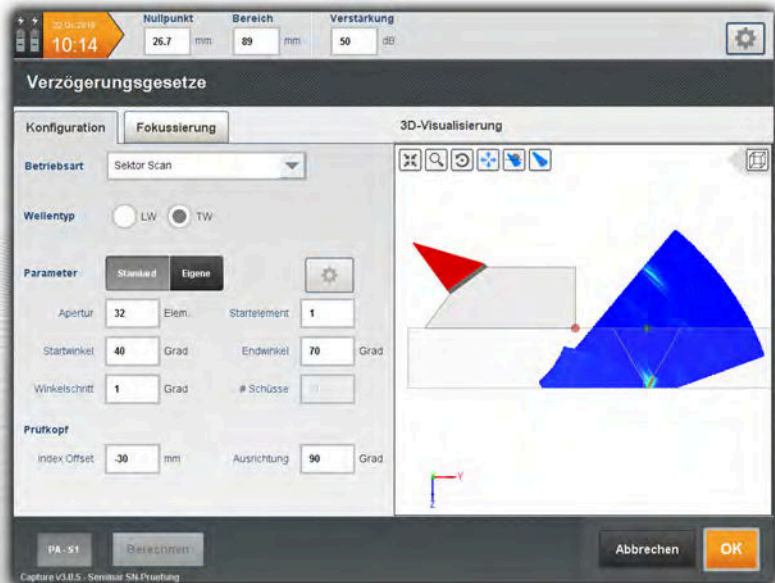 Nullpunkt Bereich Verstärkung
10:14 26.7 mm 89 mm 50 dB
Verzögerungsgesetze
Konfiguration Fokussierung 3D-Visualisierung
Betriebsart Sektor Scan
Wellentyp LW TW
Parameter Standard Eigene
Apertur 32 Elem. Startelement 1
Startwinkel 40 Grad Endwinkel 70 Grad
Winkelschritt 1 Grad # Schüsse
Prüfkopf
Index Offset -30 mm Ausrichtung 90 Grad
Y
Z
PA-S1 Berechnen Abbrechen OK
Capture v3.0.5 - Seminar SN-Pruefung